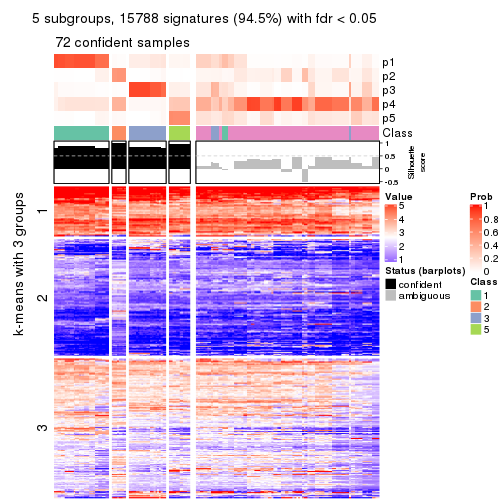 5 subgroups, 15788 signatures (94.5%) with fdr < 0.05
72 confident samples
p1
p2
p3
p4
p5
Class
1
0.5
0
-0.5
Silhouette
score
k-means with 3 groups
1
2
3
Value
5
4
3
2
1
Status (barplots)
confident
ambiguous
Prob
1
0.8
0.6
0.4
0.2
0
Class
1
2
3
5